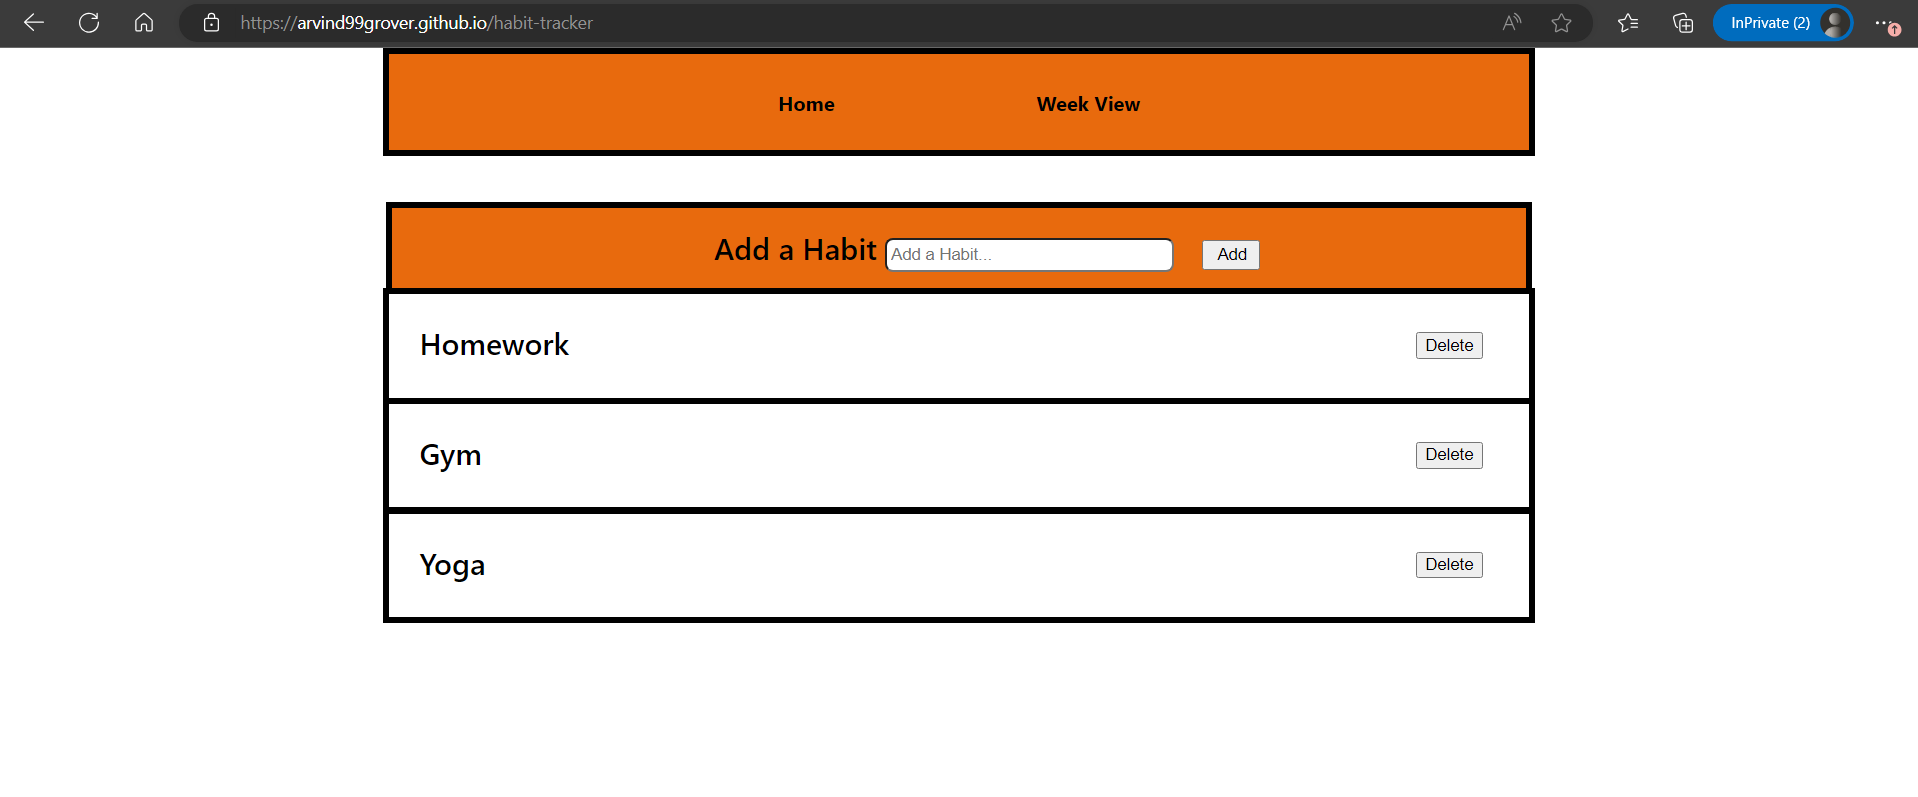 https://arvind99grover.github.io/habit-tracker
InPrivate (2)
Home Week View
Add a Habit Add a Habit... Add
Homework Delete
Gym Delete
Yoga Delete